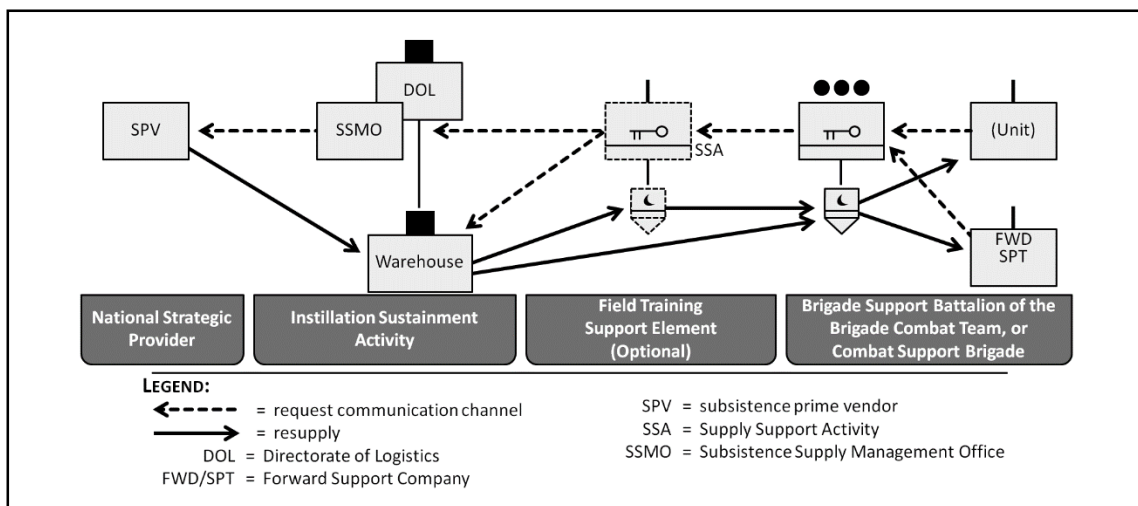 DOL
SPV
SSMO
SSA
(Unit)
Warehouse
FWD
SPT
National Strategic
Provider
Instillation Sustainment
Activity
Field Training
Support Element
(Optional)
Brigade Support Battalion of the
Brigade Combat Team, or
Combat Support Brigade
LEGEND:
= request communication channel
= resupply
DOL = Directorate of Logistics
FWD/SPT = Forward Support Company
SPV = subsistence prime vendor
SSA = Supply Support Activity
SSMO = Subsistence Supply Management Office